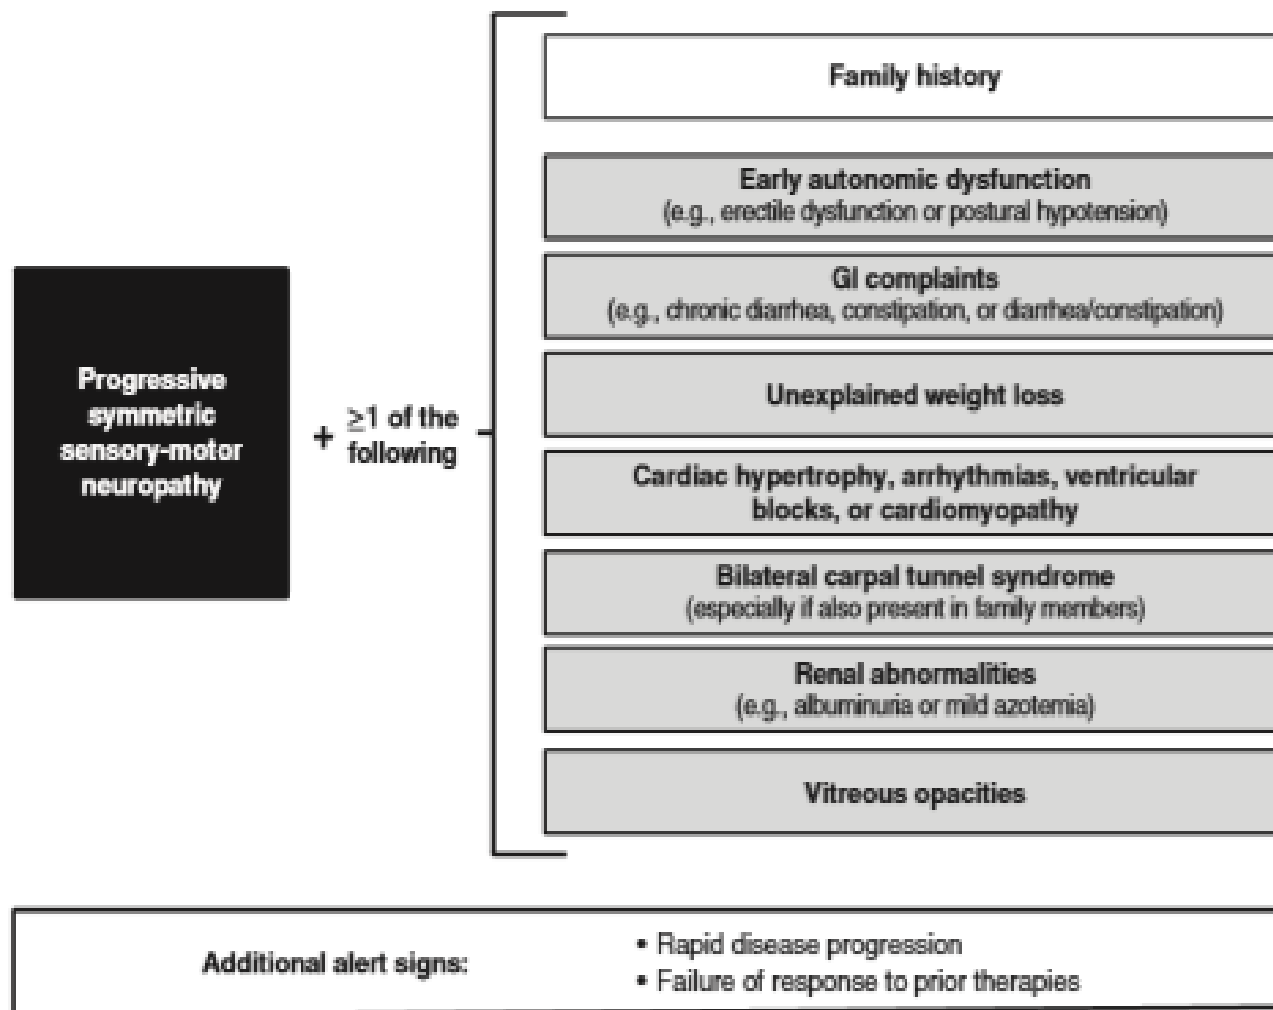 Family history
Early autonomic dysfunction
(e.g., erectile dysfunction or postural hypotension)
GI complaints
(e.g., chronic diarrhea, constipation, or diarrhea/constipation)
Progressive
symmetric
sensory-motor
neuropathy
+ ≥1 of the
following
Unexplained weight loss
Cardiac hypertrophy, arrhythmias, ventricular
blocks, or cardiomyopathy
Bilateral carpal tunnel syndrome
(especially if also present in family members)
Renal abnormalities
(e.g., albuminuria or mild azotemia)
Vitreous opacities
Additional alert signs:
• Rapid disease progression
• Failure of response to prior therapies